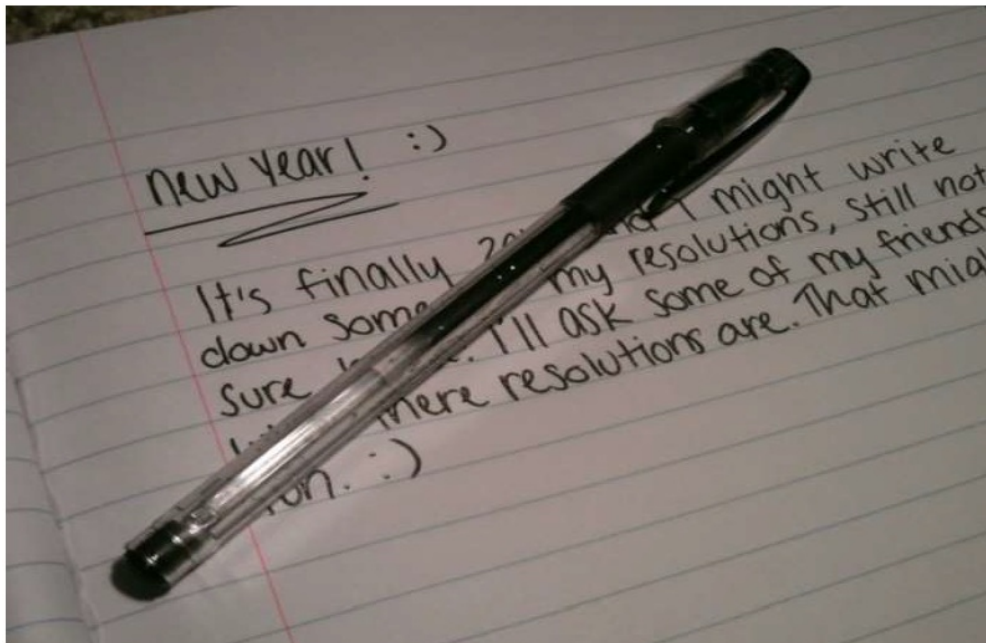 new year! :)
It's finally I might write
down my resolutions, still not
sure I'll ask some of my friends
there resolutions are. That
:)